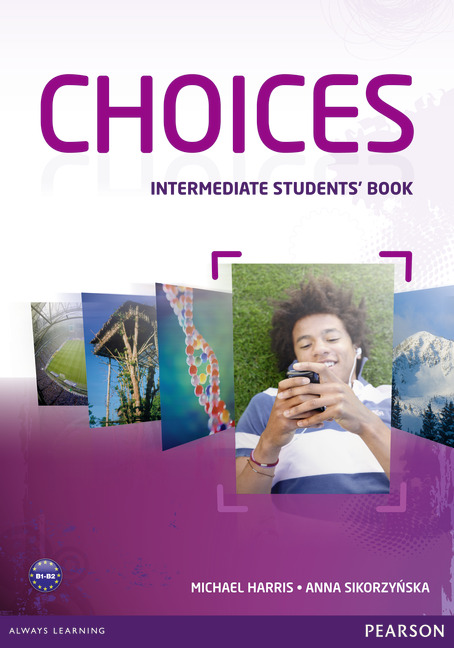 CHOICES
INTERMEDIATE STUDENTS' BOOK
B1-B2
MICHAEL HARRIS • ANNA SIKORZYŃSKA
ALWAYS LEARNING
PEARSON